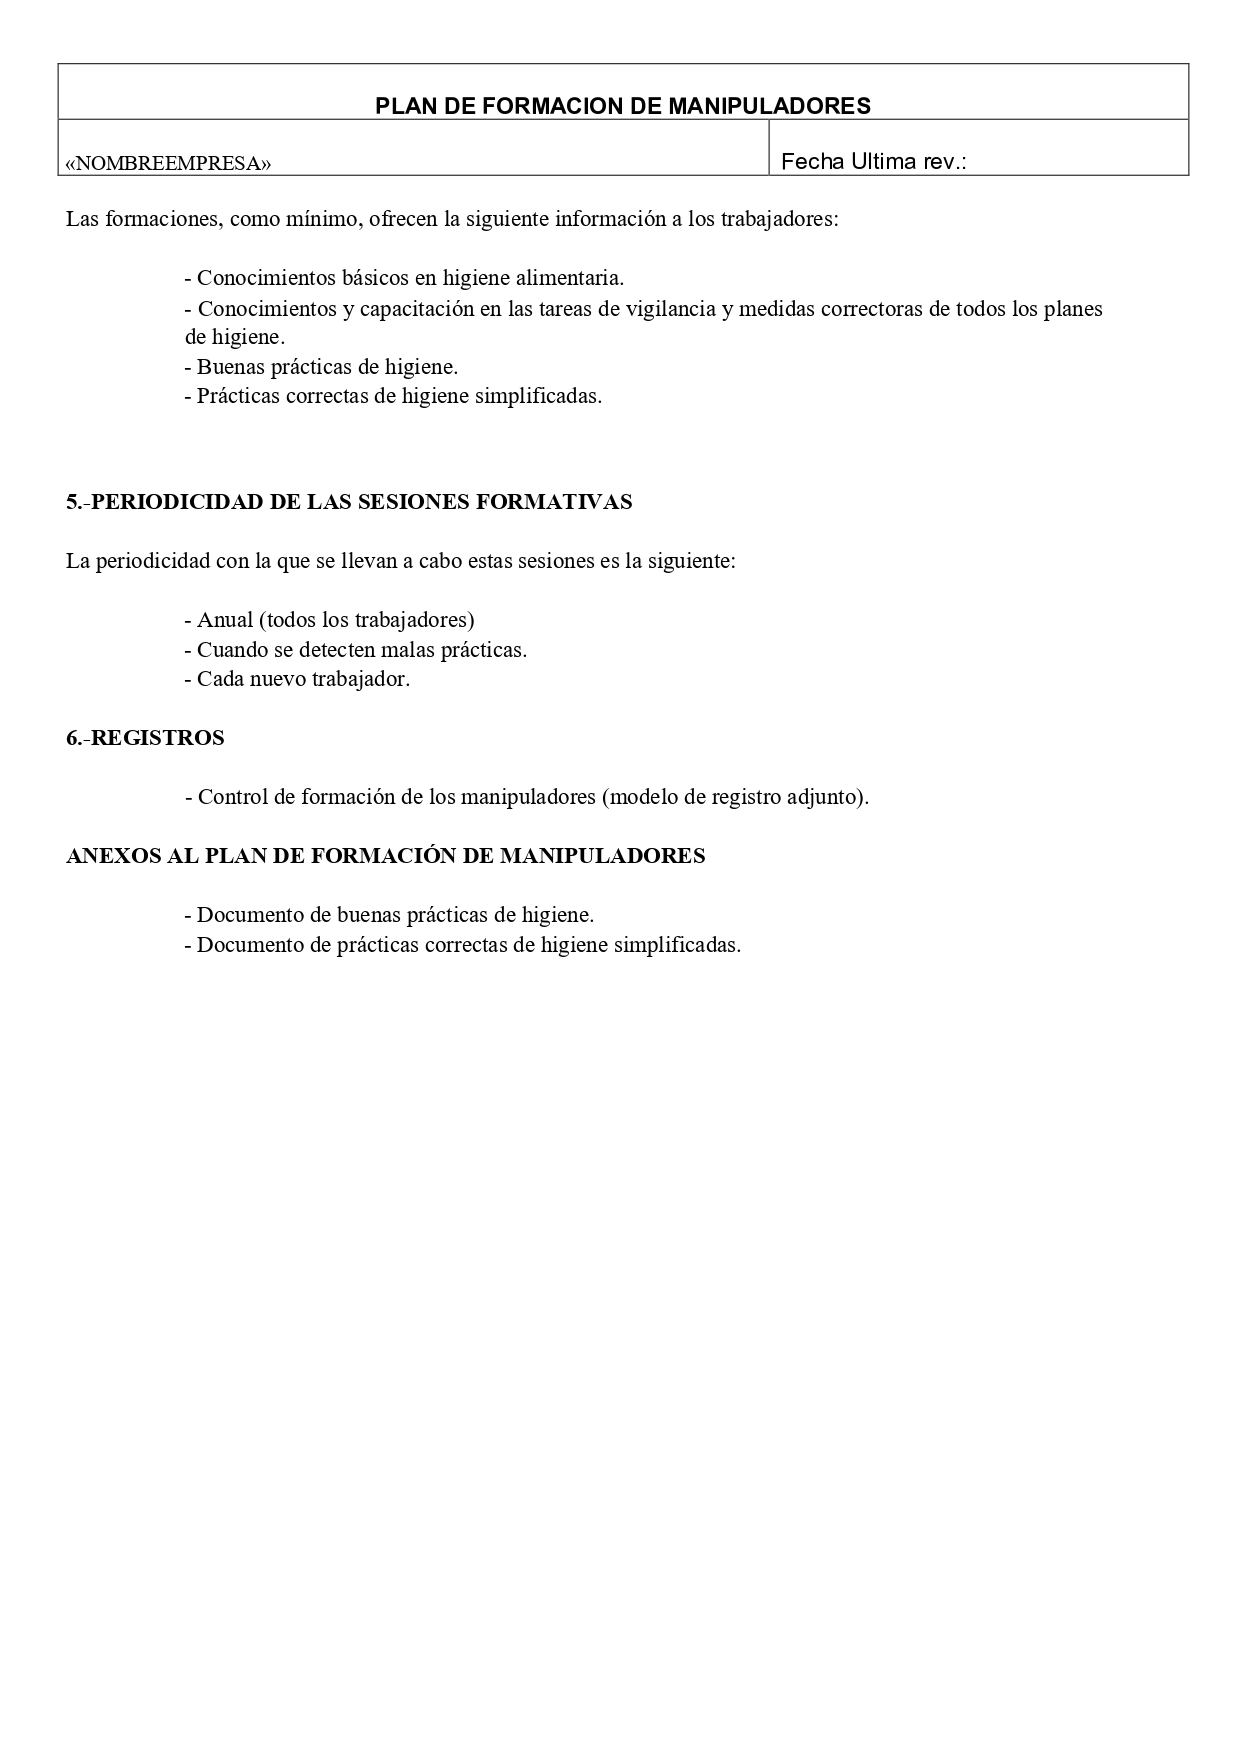 PLAN DE FORMACION DE MANIPULADORES
«NOMBREEMPRESA»
Fecha Ultima rev.:
Las formaciones, como mínimo, ofrecen la siguiente información a los trabajadores:
- Conocimientos básicos en higiene alimentaria.
- Conocimientos y capacitación en las tareas de vigilancia y medidas correctoras de todos los planes
de higiene.
- Buenas prácticas de higiene.
- Prácticas correctas de higiene simplificadas.
5.-PERIODICIDAD DE LAS SESIONES FORMATIVAS
La periodicidad con la que se llevan a cabo estas sesiones es la siguiente:
- Anual (todos los trabajadores)
- Cuando se detecten malas prácticas.
- Cada nuevo trabajador.
6.-REGISTROS
- Control de formación de los manipuladores (modelo de registro adjunto).
ANEXOS AL PLAN DE FORMACIÓN DE MANIPULADORES
- Documento de buenas prácticas de higiene.
- Documento de prácticas correctas de higiene simplificadas.